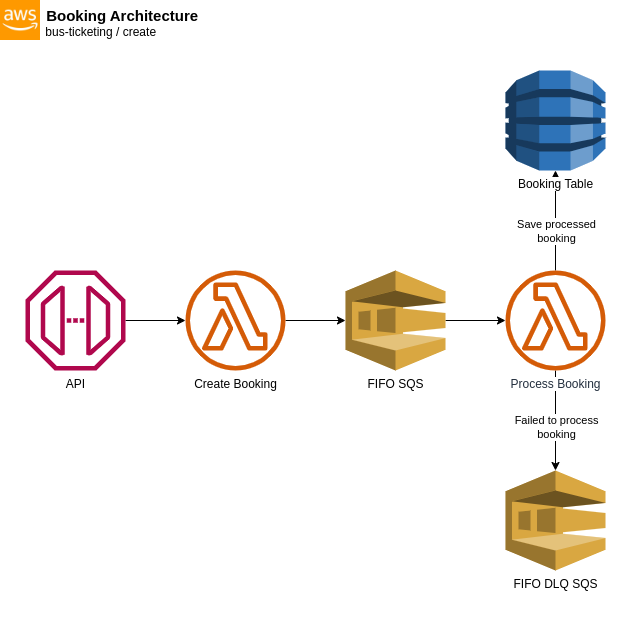 aws
Booking Architecture
bus-ticketing / create
Booking Table
Save processed
booking
API
Create Booking
FIFO SQS
Process Booking
Failed to process
booking
FIFO DLQ SQS